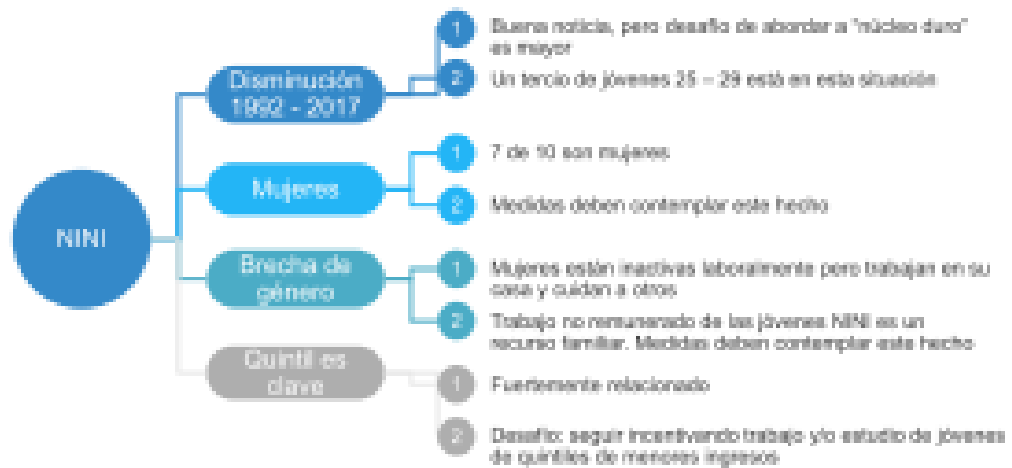 NINI
Disminución
1992 - 2017
1
Buena noticia, pero desafío de abordar a "núcleo duro"
es mayor
2
Un tercio de jóvenes 25 – 29 está en esta situación
Mujeres
1
7 de 10 son mujeres
2
Medidas deben contemplar este hecho
Brecha de
género
1
Mujeres están inactivas laboralmente pero trabajan en su
casa y cuidan a otros
2
Trabajo no remunerado de las jóvenes NINI es un
recurso familiar. Medidas deben contemplar este hecho
Quintil es
clave
1
Fuertemente relacionado
2
Desafío: seguir incentivando trabajo y/o estudio de jóvenes
de quintiles de menores ingresos